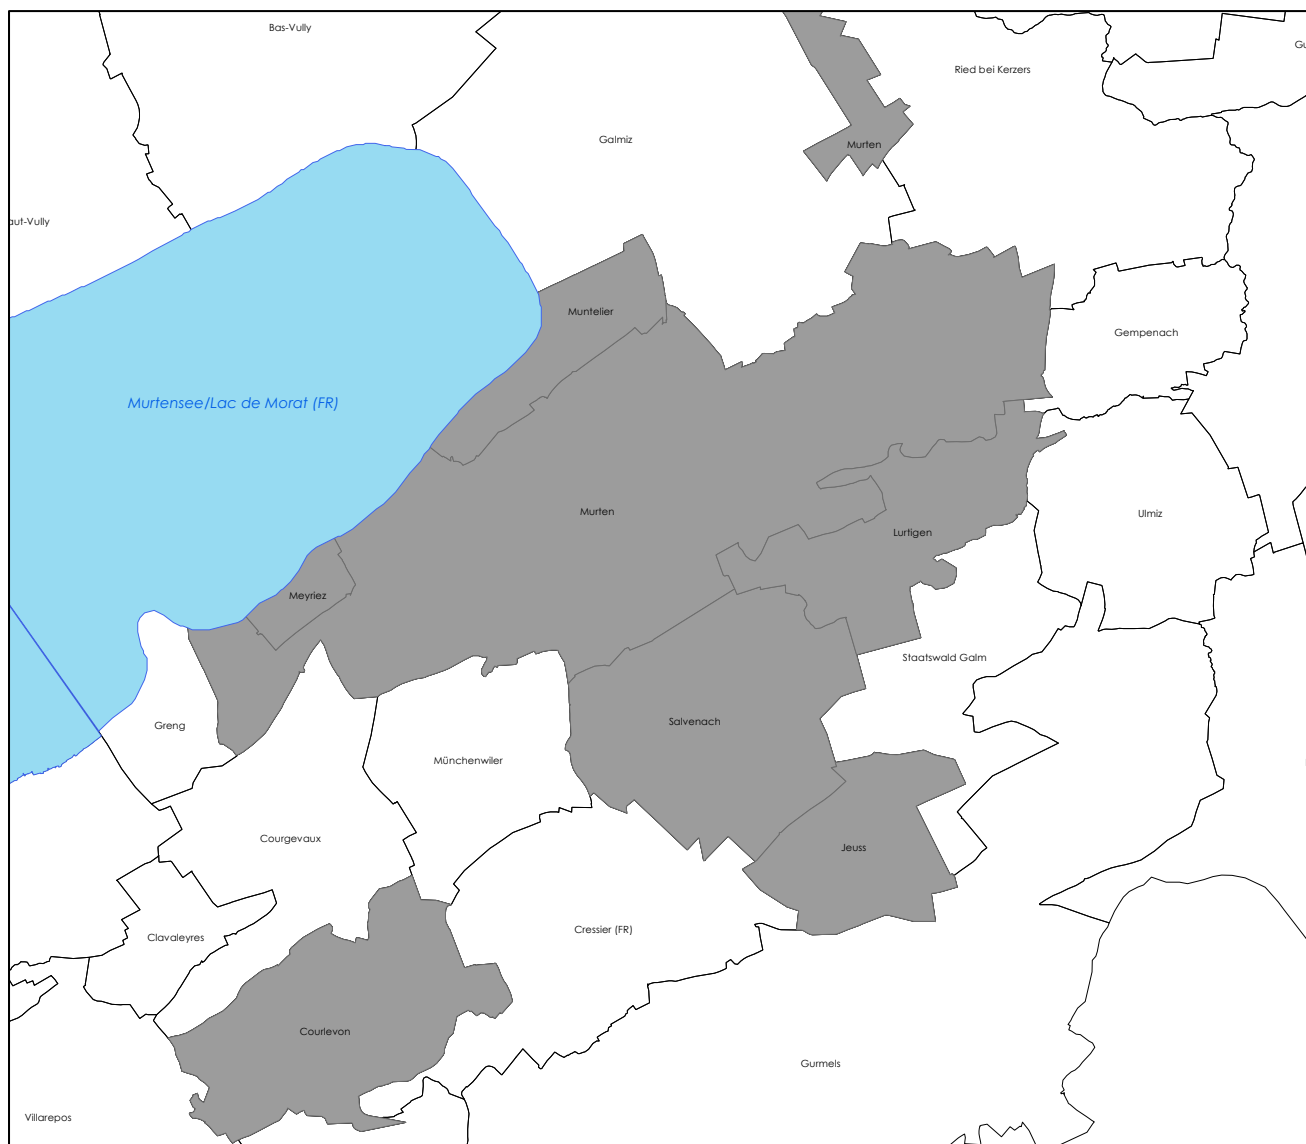 Bas-Vully
Gu
Ried bei Kerzers
Galmiz
Murten
aut-Vully
Muntelier
Gempenach
Murtensee/Lac de Morat (FR)
Murten
Ulmiz
Lurtigen
Meyriez
Staatswald Galm
Greng
Salvenach
Münchenwiler
Courgevaux
Jeuss
Clavaleyres
Cressier (FR)
Courlevon
Gurmels
Villarepos